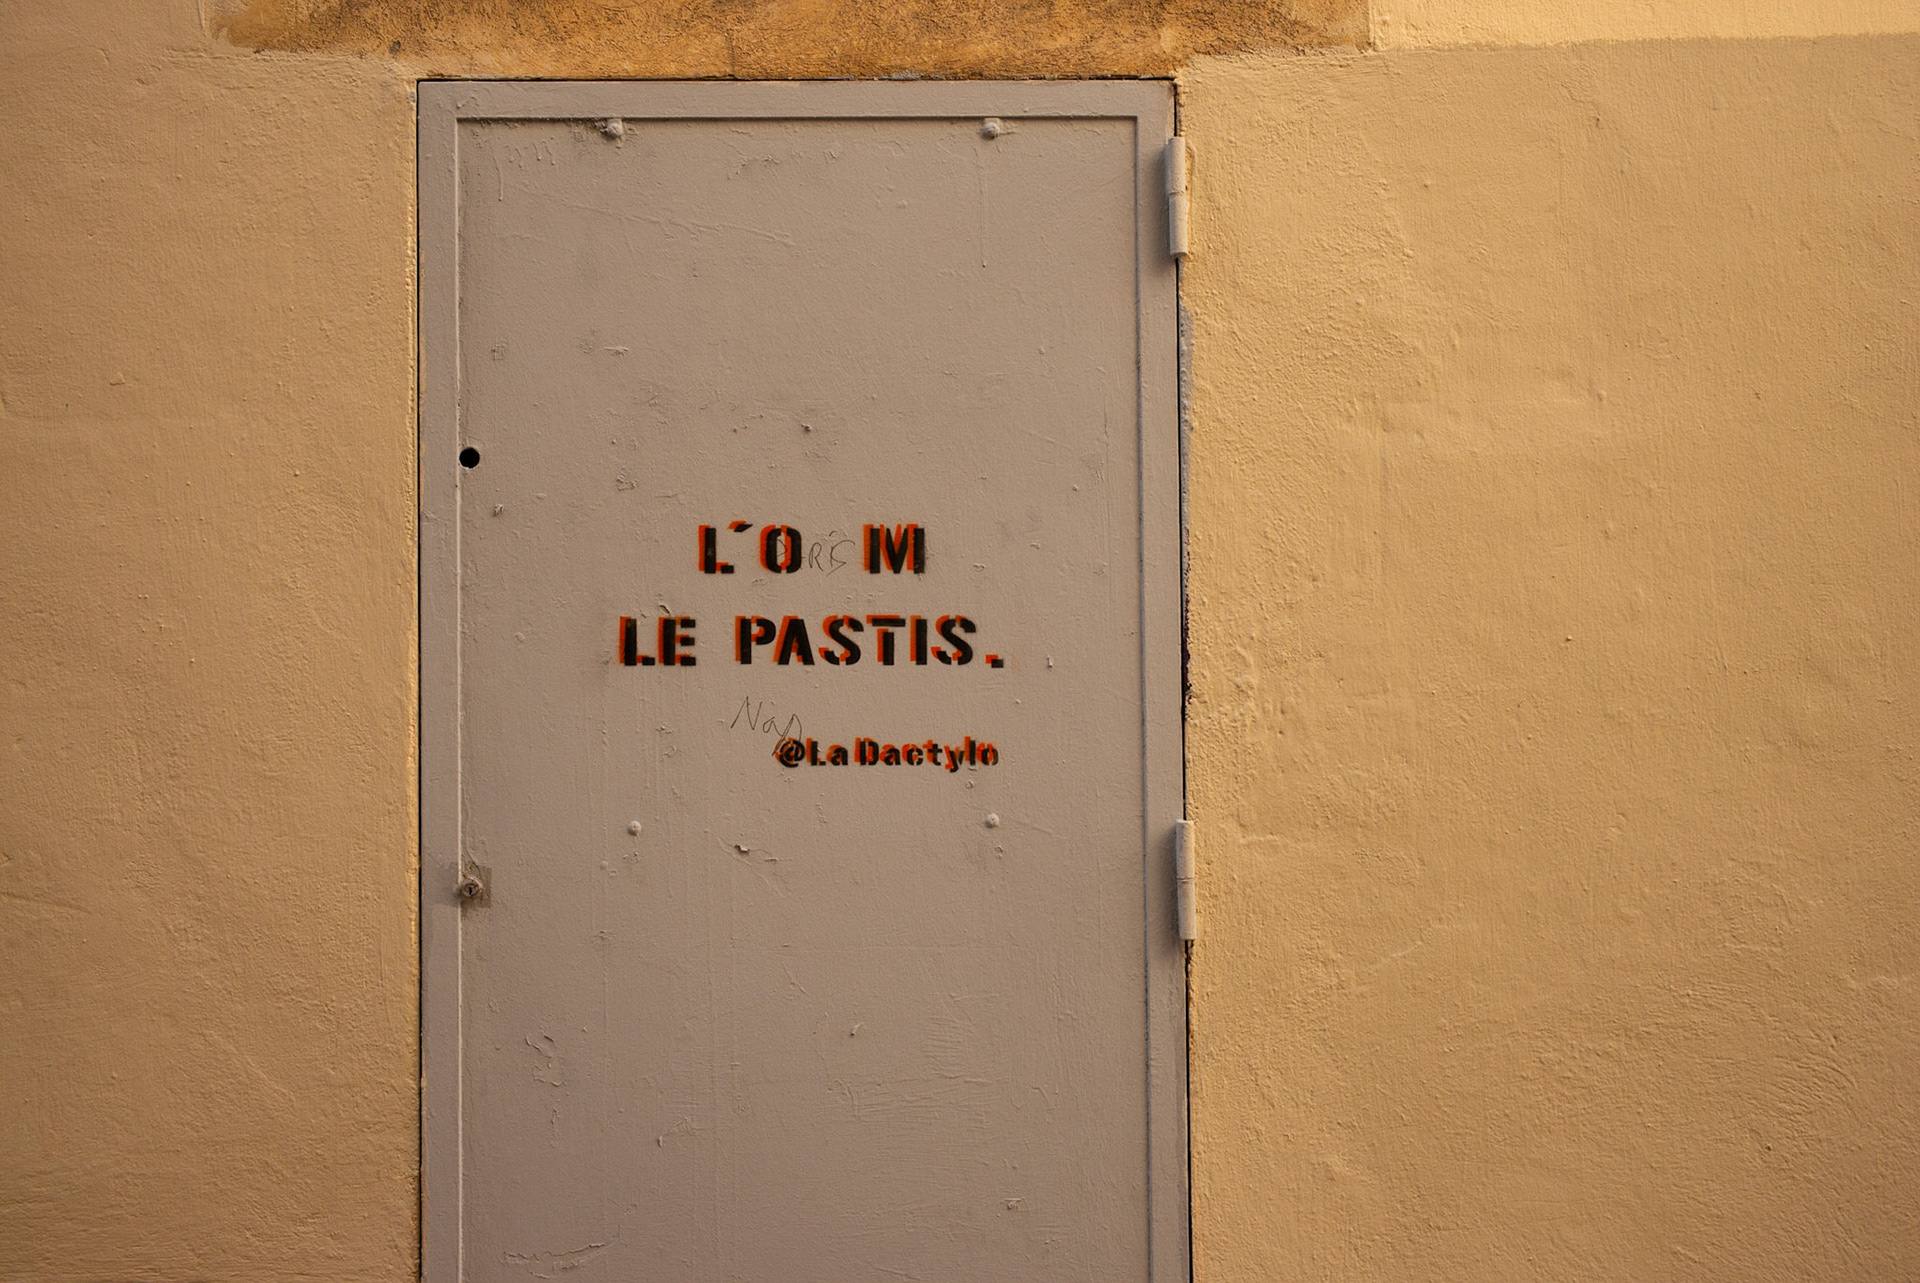 L'O M
LE PASTIS.
@LaDactylo